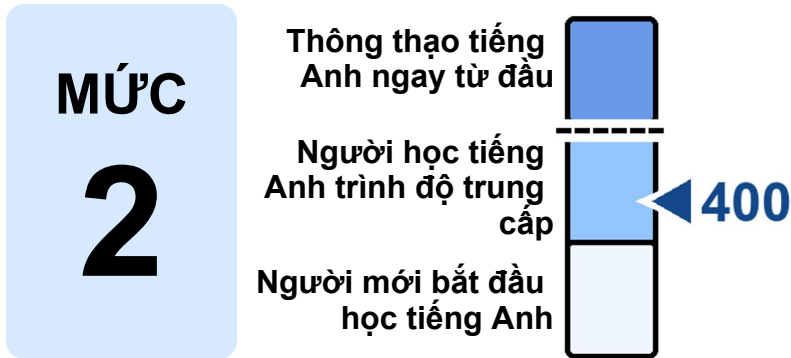 MỨC
2
Thông thạo tiếng
Anh ngay từ đầu
Người học tiếng
Anh trình độ trung
cấp
400
Người mới bắt đầu
học tiếng Anh